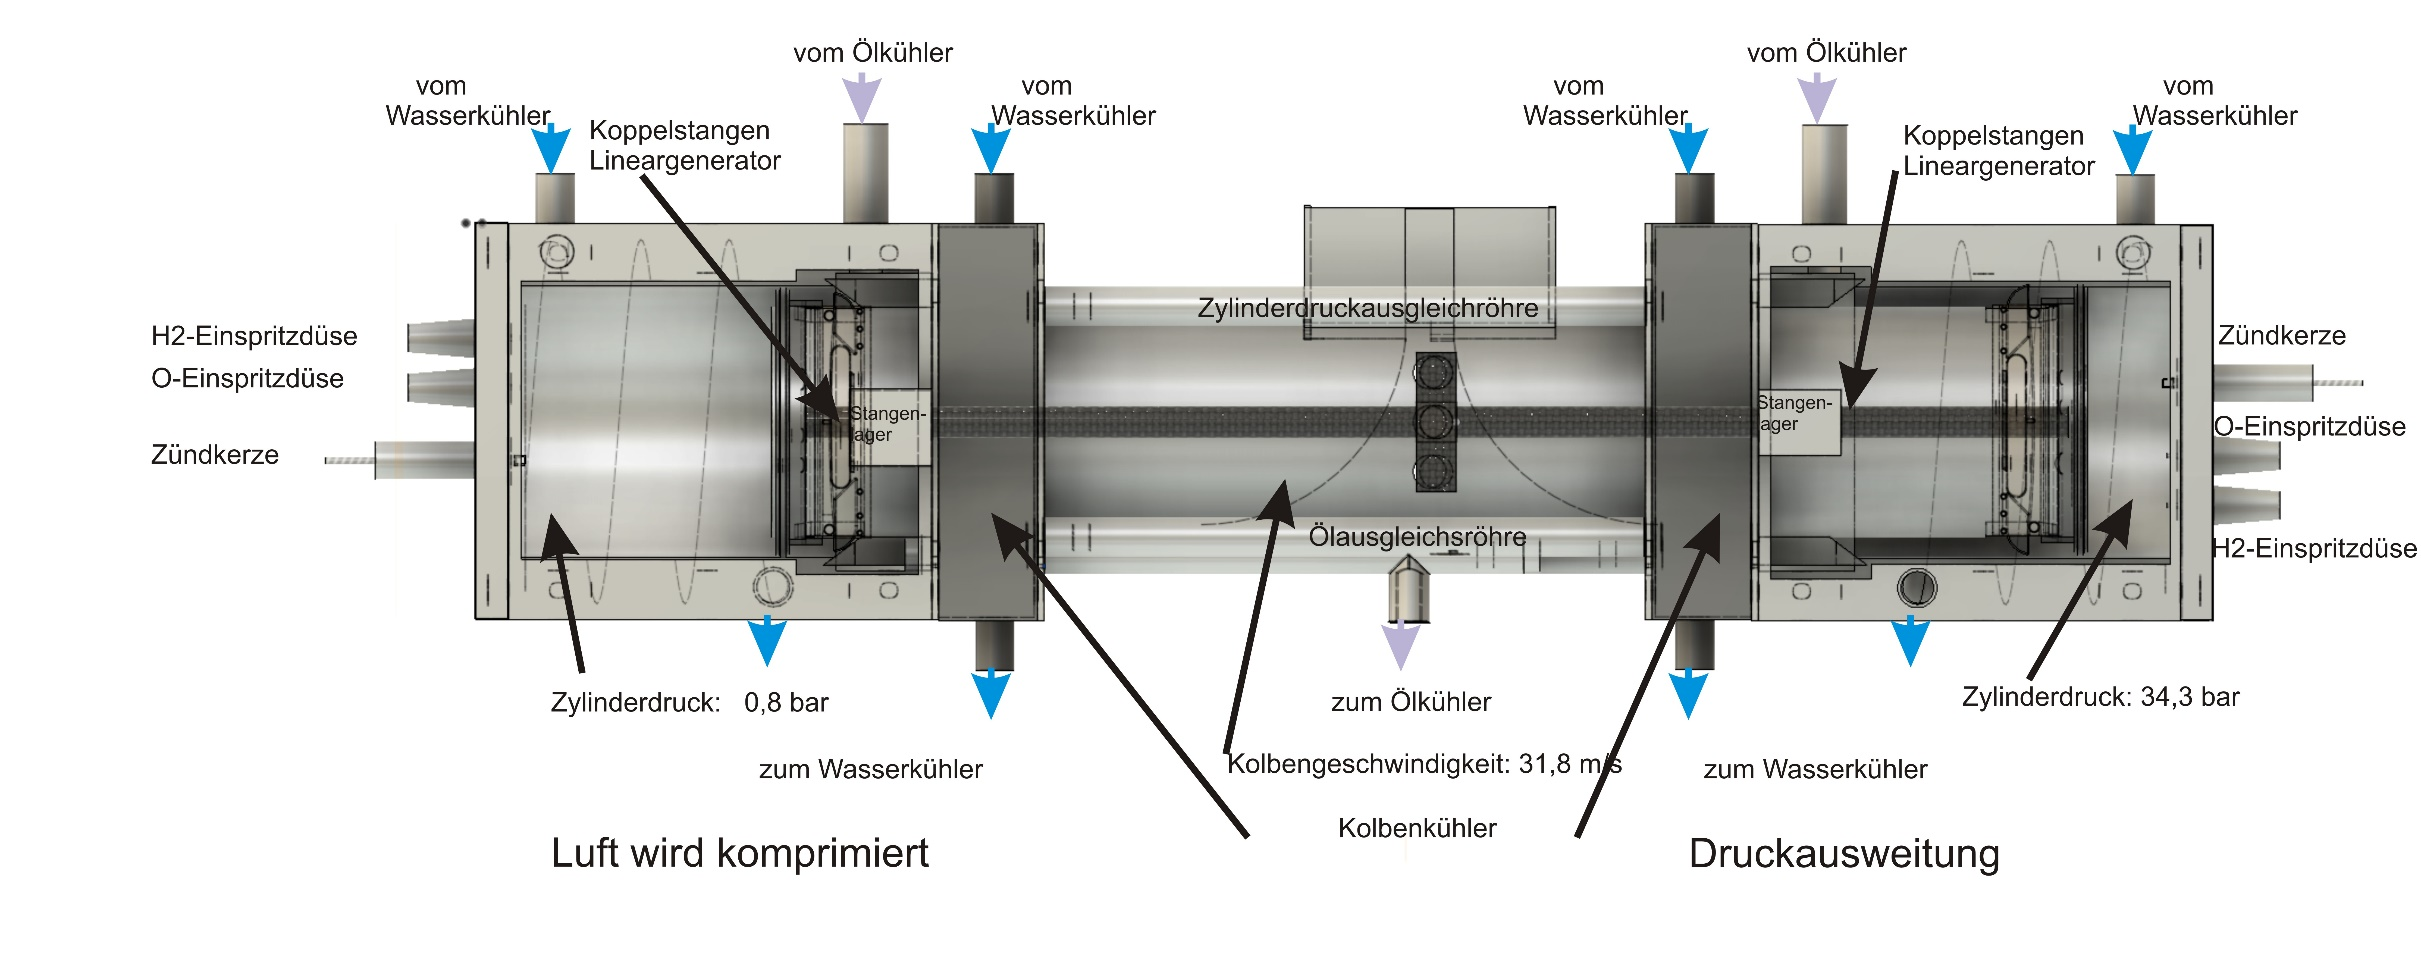 vom Ölkühler
vom Ölkühler
vom
Wasserkühler
vom
Wasserkühler
vom
Wasserkühler
vom
Wasserkühler
Koppelstangen
Lineargenerator
Koppelstangen
Lineargenerator
Zylinderdruckausgleichröhre
H2-Einspritzdüse
O-Einspritzdüse
Zündkerze
Zündkerze
O-Einspritzdüse
H2-Einspritzdüse
Stangen-
lager
Stangen-
lager
Ölausgleichsröhre
Zylinderdruck: 0,8 bar
zum Ölkühler
Zylinderdruck: 34,3 bar
zum Wasserkühler
Kolbengeschwindigkeit: 31,8 m/s
zum Wasserkühler
Kolbenkühler
Luft wird komprimiert
Druckausweitung